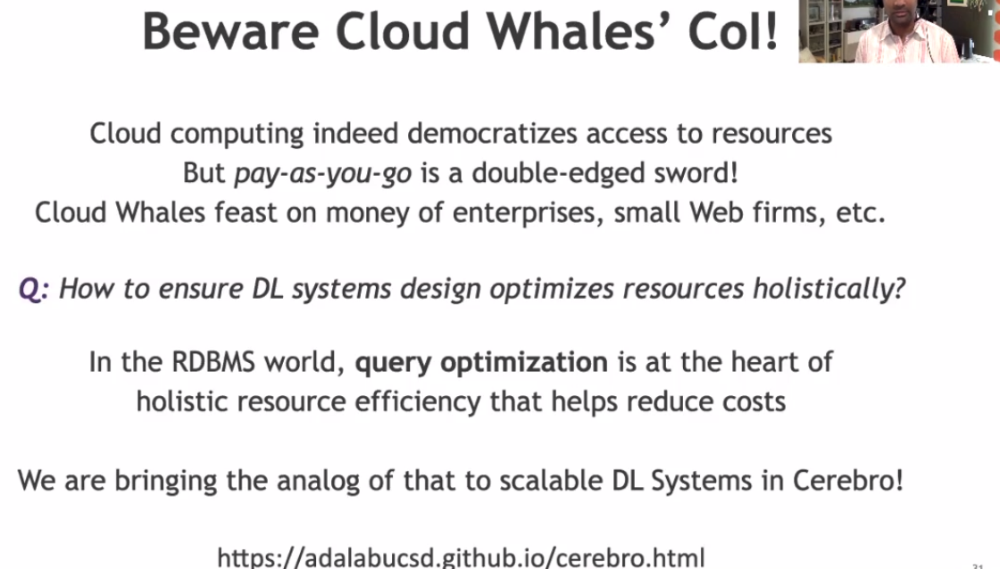 Beware Cloud Whales’ CoI!
Cloud computing indeed democratizes access to resources
But pay-as-you-go is a double-edged sword!
Cloud Whales feast on money of enterprises, small Web firms, etc.
Q: How to ensure DL systems design optimizes resources holistically?
In the RDBMS world, query optimization is at the heart of
holistic resource efficiency that helps reduce costs
We are bringing the analog of that to scalable DL Systems in Cerebro!
https://adalabucsd.github.io/cerebro.html